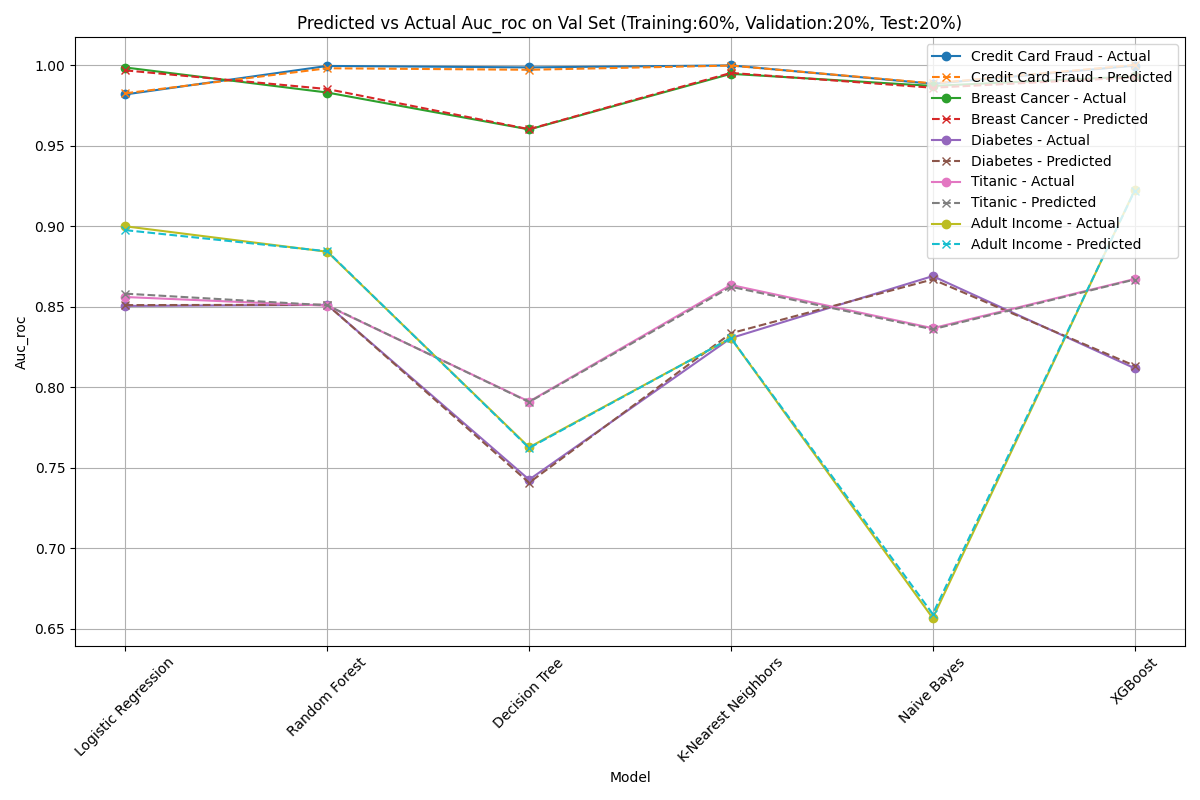 Predicted vs Actual Auc_roc on Val Set (Training:60%, Validation:20%, Test:20%)
Credit Card Fraud - Actual
Credit Card Fraud - Predicted
Breast Cancer - Actual
Breast Cancer - Predicted
Diabetes - Actual
Diabetes - Predicted
Titanic - Actual
Titanic - Predicted
Adult Income - Actual
Adult Income - Predicted
Auc_roc
1.00
0.95
0.90
0.85
0.80
0.75
0.70
0.65
Logistic Regression
Random Forest
Decision Tree
K-Nearest Neighbors
Naive Bayes
XGBoost
Model